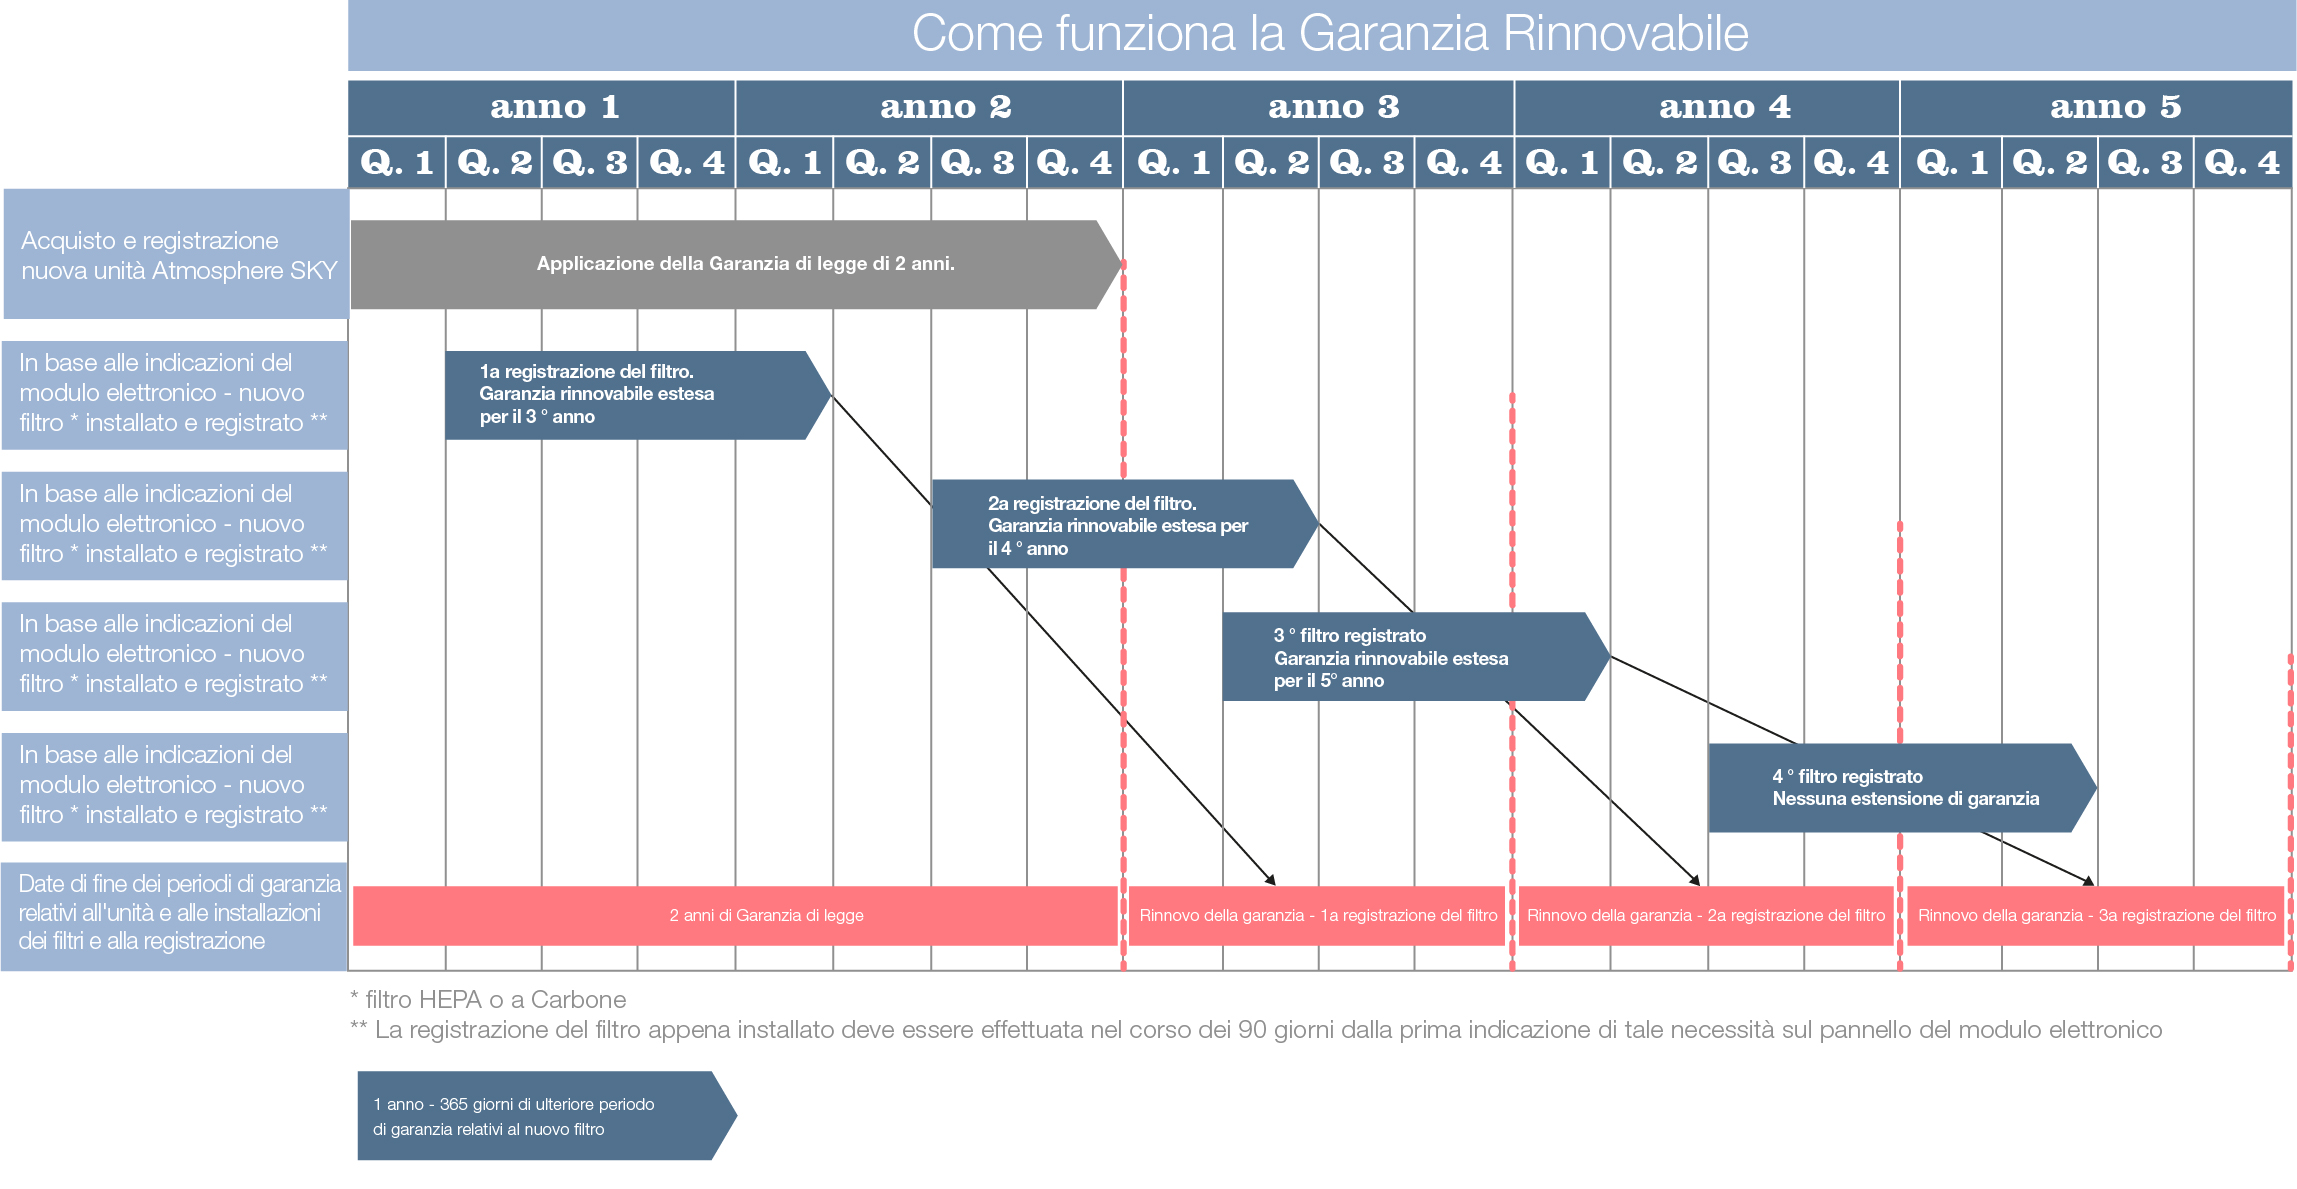 Come funziona la Garanzia Rinnovabile
anno 1 anno 2 anno 3 anno 4 anno 5
Q. 1 Q. 2 Q. 3 Q. 4 Q. 1 Q. 2 Q. 3 Q. 4 Q. 1 Q. 2 Q. 3 Q. 4 Q. 1 Q. 2 Q. 3 Q. 4 Q. 1 Q. 2 Q. 3 Q. 4
Acquisto e registrazione
nuova unità Atmosphere SKY
Applicazione della Garanzia di legge di 2 anni.
In base alle indicazioni del
modulo elettronico - nuovo
filtro * installato e registrato **
1a registrazione del filtro.
Garanzia rinnovabile estesa
per il 3 ° anno
In base alle indicazioni del
modulo elettronico - nuovo
filtro * installato e registrato **
2a registrazione del filtro.
Garanzia rinnovabile estesa per
il 4 ° anno
In base alle indicazioni del
modulo elettronico - nuovo
filtro * installato e registrato **
3 ° filtro registrato
Garanzia rinnovabile estesa
per il 5° anno
In base alle indicazioni del
modulo elettronico - nuovo
filtro * installato e registrato **
4 ° filtro registrato
Nessuna estensione di garanzia
Date di fine dei periodi di garanzia
relativi all'unità e alle installazioni
dei filtri e alla registrazione
2 anni di Garanzia di legge
Rinnovo della garanzia - 1a registrazione del filtro
Rinnovo della garanzia - 2a registrazione del filtro
Rinnovo della garanzia - 3a registrazione del filtro
* filtro HEPA o a Carbone
** La registrazione del filtro appena installato deve essere effettuata nel corso dei 90 giorni dalla prima indicazione di tale necessità sul pannello del modulo elettronico
1 anno - 365 giorni di ulteriore periodo
di garanzia relativi al nuovo filtro